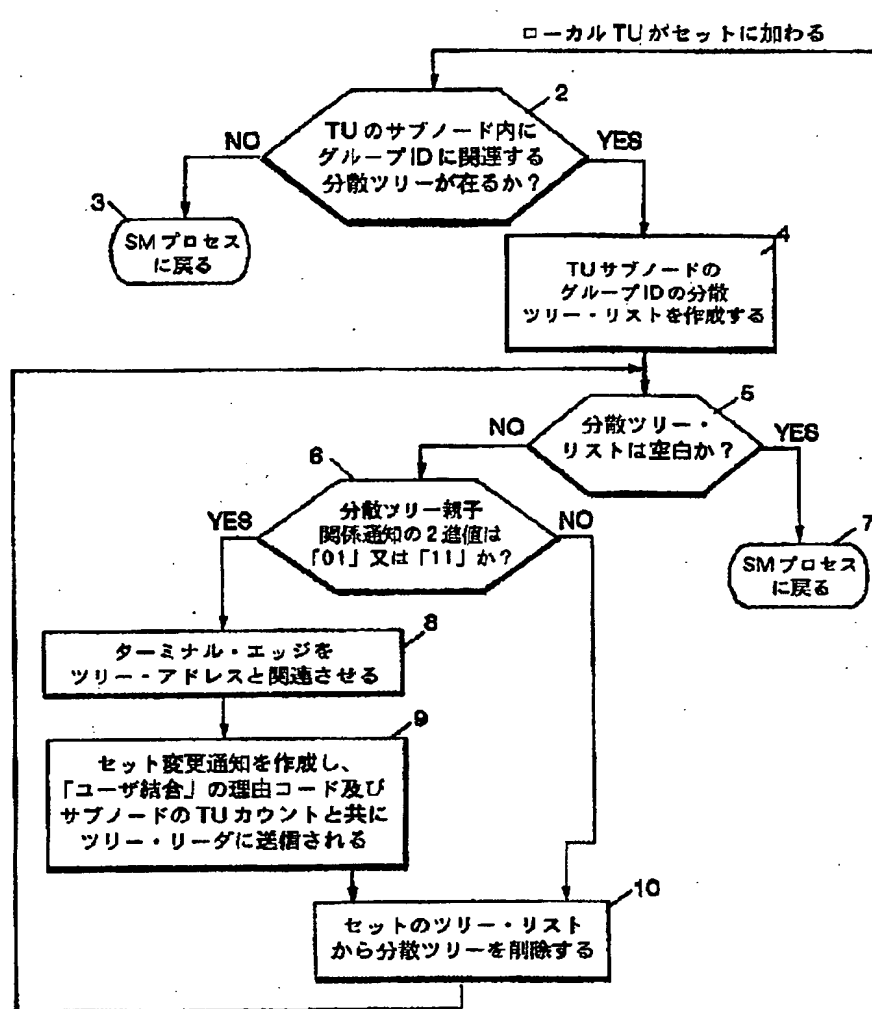 ローカルTUがセットに加わる
2
TUのサブノード内に
グループIDに関連する
分散ツリーが在るか?
NO
YES
3
SMプロセス
に戻る
4
TUサブノードの
グループIDの分散
ツリー・リストを作成する
5
分散ツリー・
リストは空白か?
NO
YES
6
分散ツリー親子
関係通知の2進値は
「01」又は「11」か?
YES
NO
7
SMプロセス
に戻る
8
ターミナル・エッジを
ツリー・アドレスと関連させる
9
セット変更通知を作成し、
「ユーザ結合」の理由コード及び
サブノードのTUカウントと共に
ツリー・リーダに送信される
10
セットのツリー・リスト
から分散ツリーを削除する